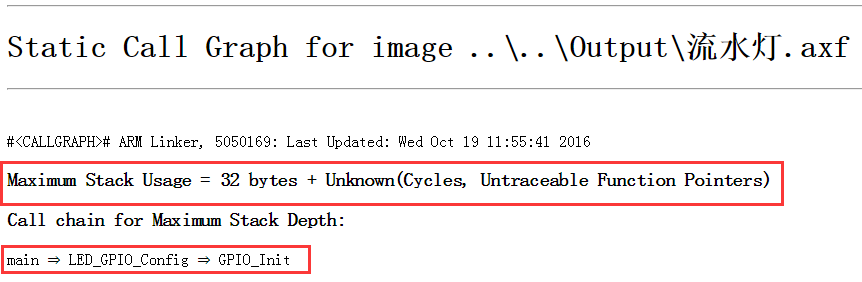 Static Call Graph for image ..\..\Output\流水灯.axf
#<CALLGRAPH># ARM Linker, 5050169: Last Updated: Wed Oct 19 11:55:41 2016
Maximum Stack Usage = 32 bytes + Unknown(Cycles, Untraceable Function Pointers)
Call chain for Maximum Stack Depth:
main ⇒ LED_GPIO_Config ⇒ GPIO_Init